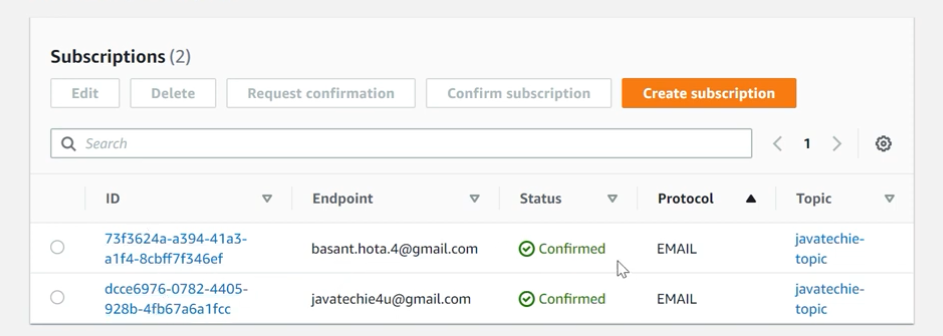 Subscriptions (2)
Edit Delete Request confirmation Confirm subscription Create subscription
Search 1
ID Endpoint Status Protocol Topic
73f3624a-a394-41a3-
a1f4-8cbff7f346ef basant.hota.4@gmail.com Confirmed EMAIL javatechie-
topic
dcce6976-0782-4405-
928b-4fb67a6a1fcc javatechie4u@gmail.com Confirmed EMAIL javatechie-
topic